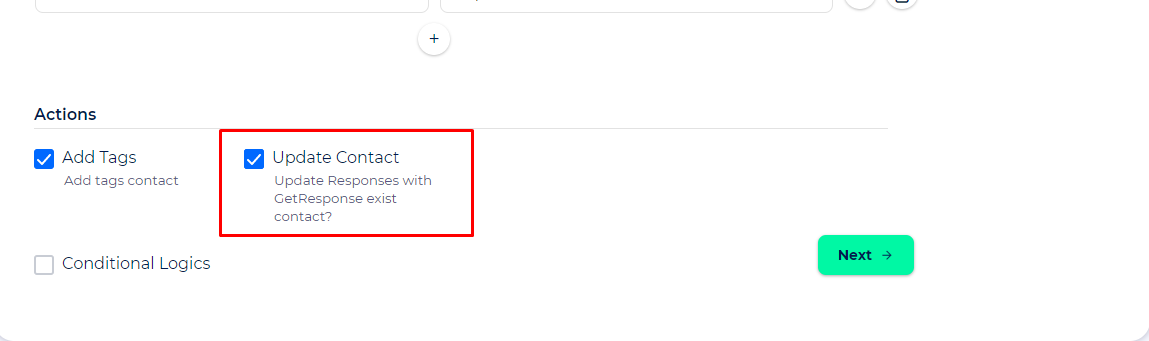 Actions
Add Tags
Add tags contact
Update Contact
Update Responses with
GetResponse exist
contact?
Conditional Logics
Next